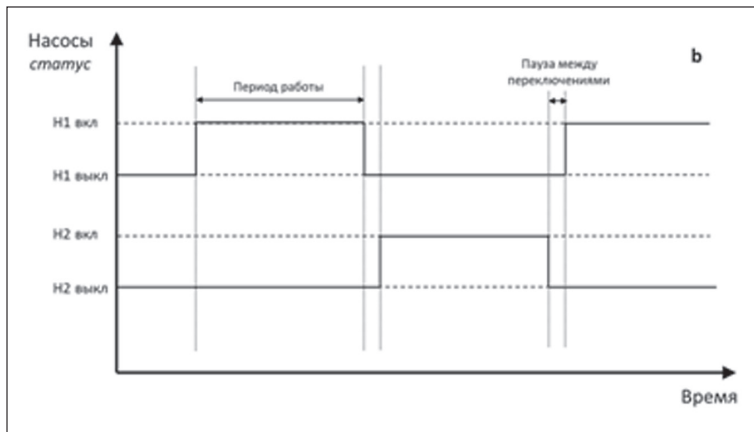 Насосы
статус
b
Период работы
Пауза между
переключениями
Н1 вкл
Н1 выкл
Н2 вкл
Н2 выкл
Время